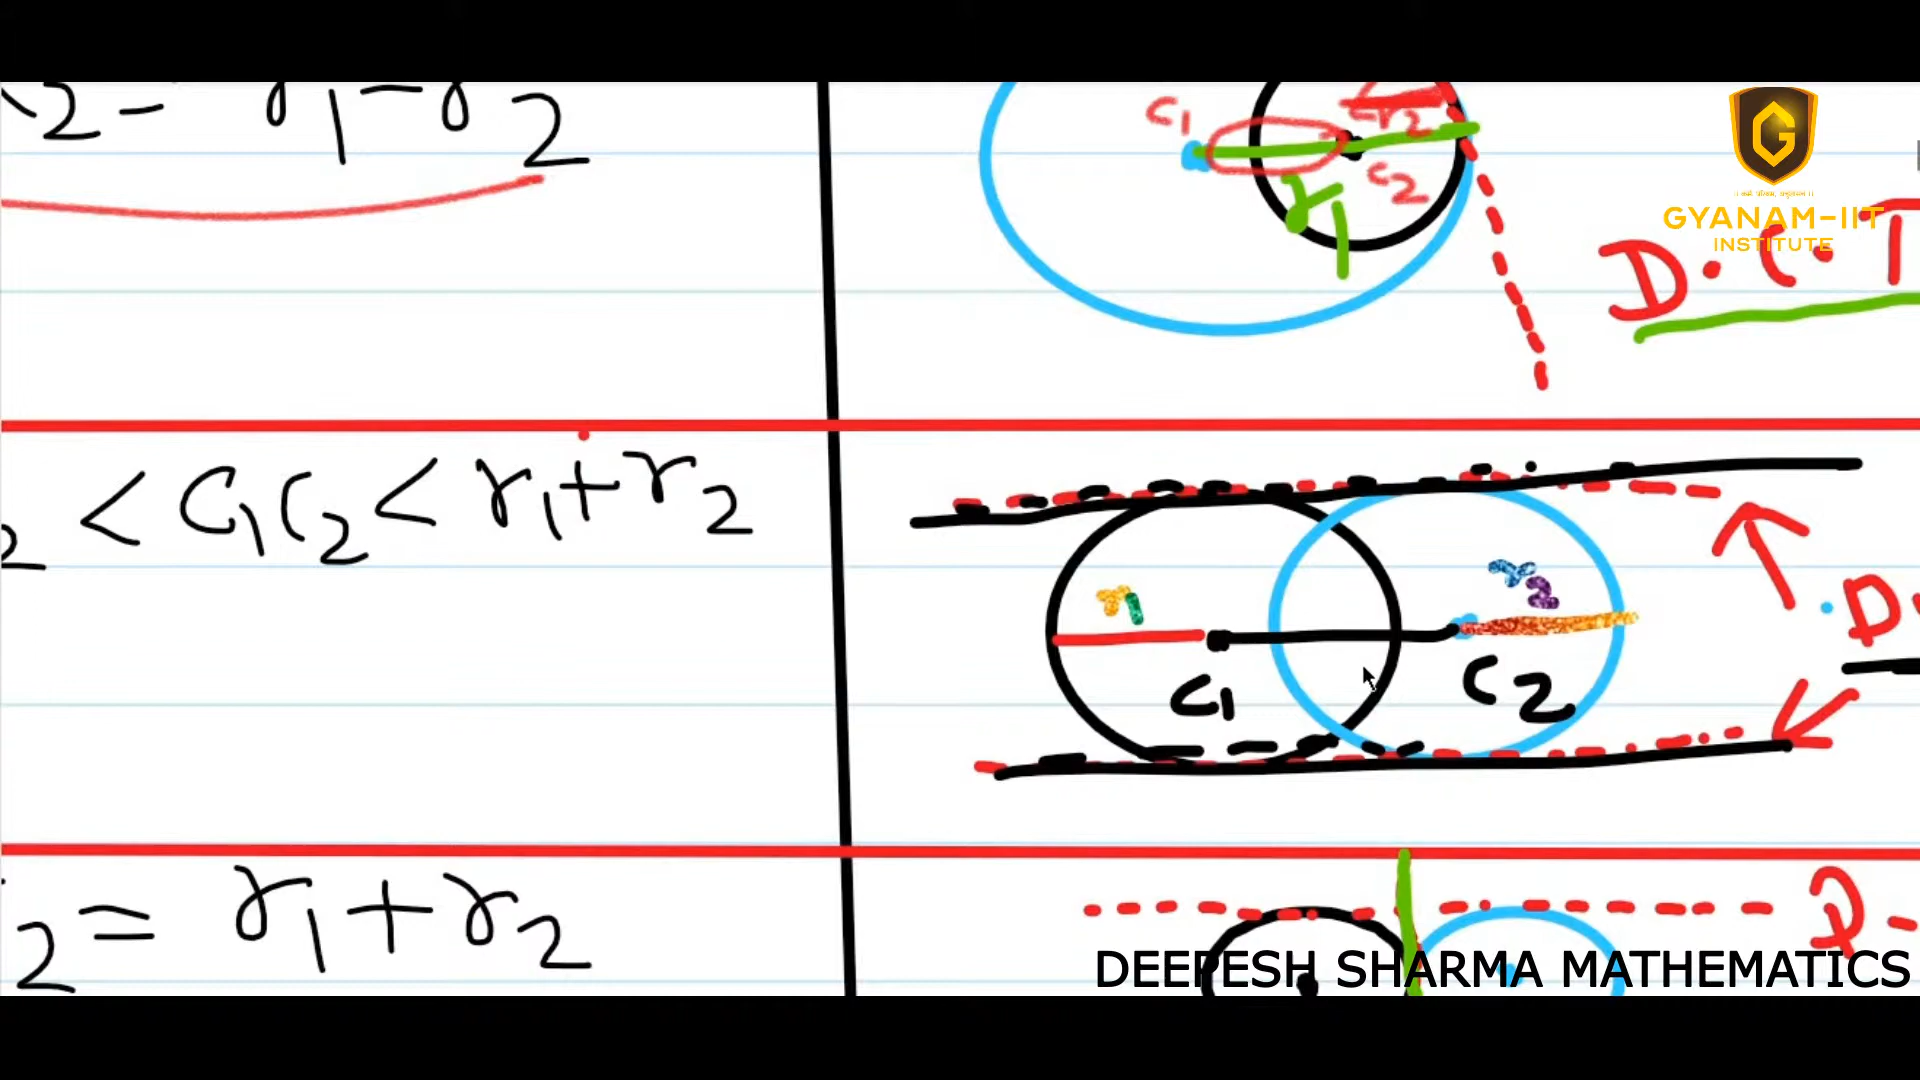 2 = r1-r2
C1
r2
C2
r1
GYANAM-IIT
INSTITUTE
D.C.T
2 < C1C2 < r1+r2
r1
r2
C1
C2
D.
2 = r1+r2
D
DEEPESH SHARMA MATHEMATICS